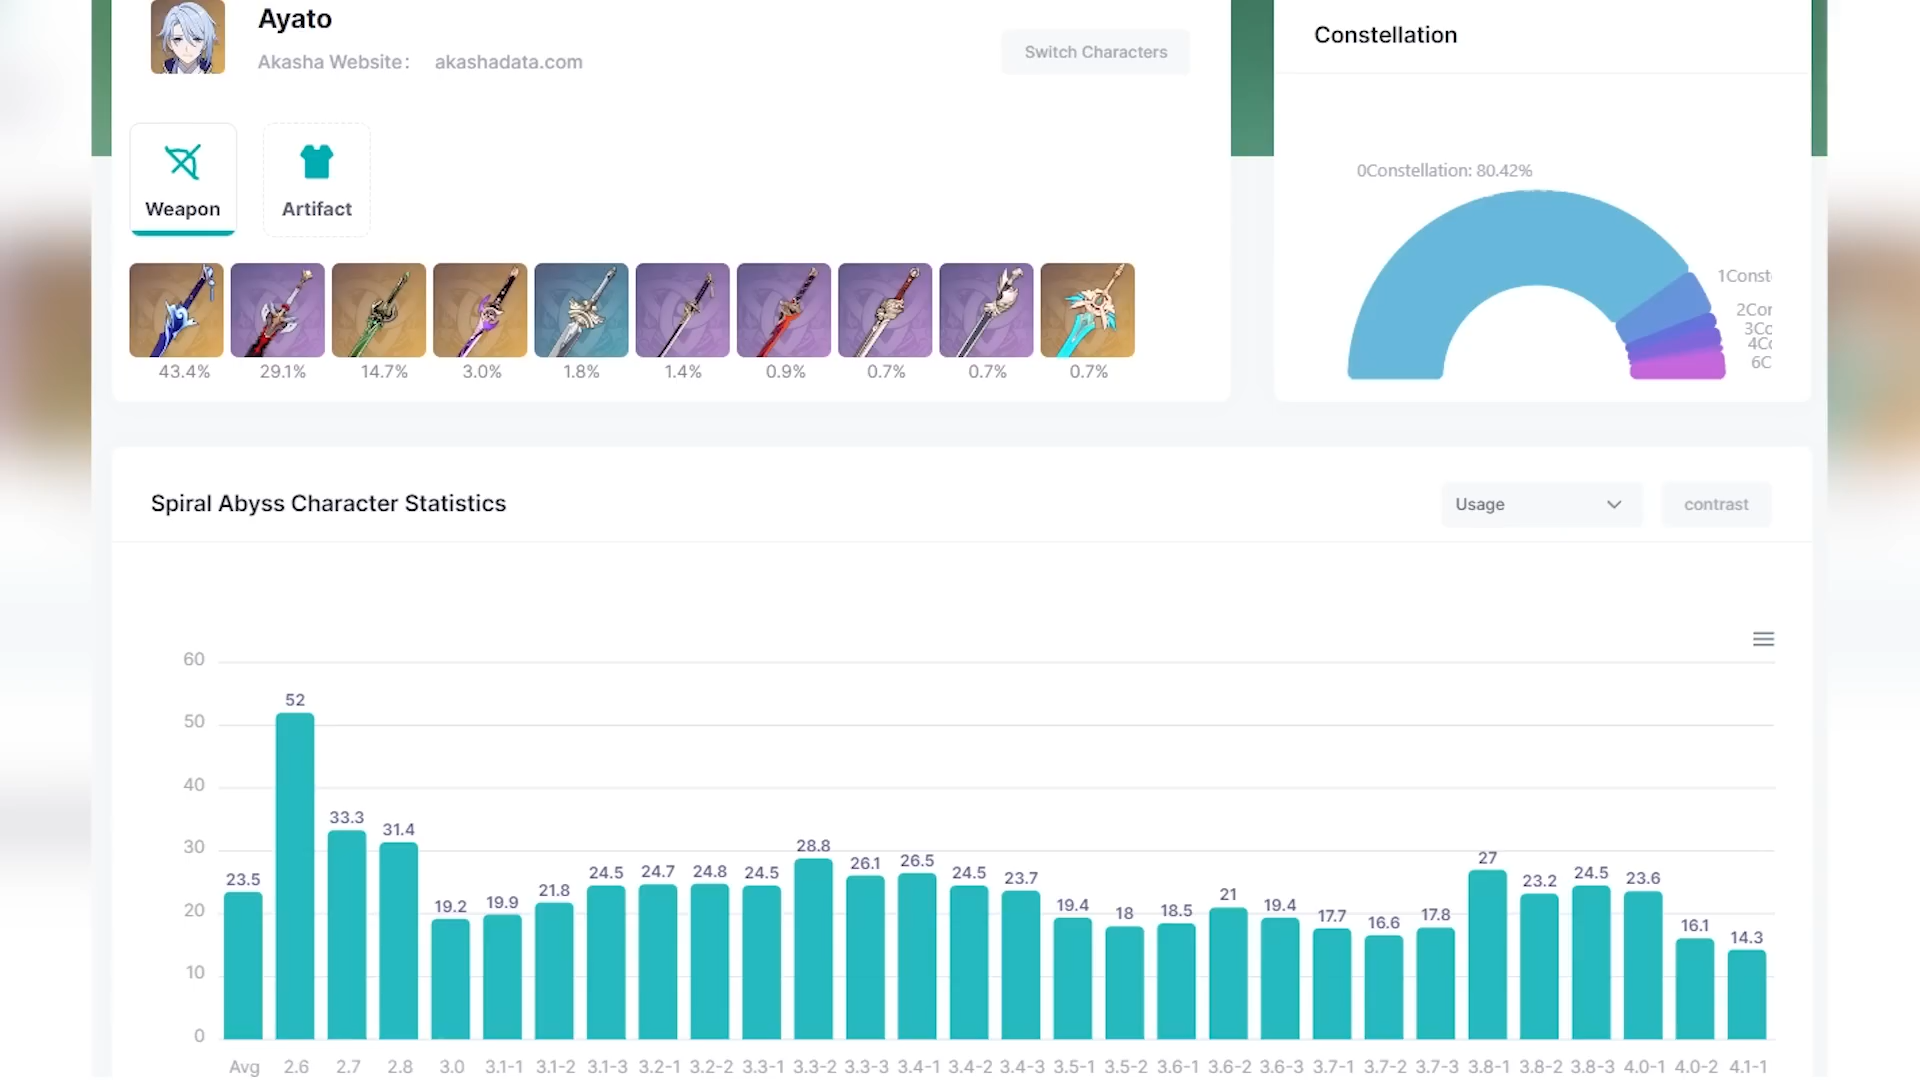 Ayato
Akasha Website: akashadata.com
Switch Characters
Constellation
Weapon
Artifact
43.4% 29.1% 14.7% 3.0% 1.8% 1.4% 0.9% 0.7% 0.7% 0.7%
0Constellation: 80.42%
1Const
2Cor
3Cc
4Cc
6C
Spiral Abyss Character Statistics
Usage
contrast
60
50
40
30
20
10
0
23.5 52 33.3 31.4 19.2 19.9 21.8 24.5 24.7 24.8 24.5 28.8 26.1 26.5 24.5 23.7 19.4 18 18.5 21 19.4 17.7 16.6 17.8 27 23.2 24.5 23.6 16.1 14.3
Avg 2.6 2.7 2.8 3.0 3.1-1 3.1-2 3.1-3 3.2-1 3.2-2 3.3-1 3.3-2 3.3-3 3.4-1 3.4-2 3.4-3 3.5-1 3.5-2 3.6-1 3.6-2 3.6-3 3.7-1 3.7-2 3.7-3 3.8-1 3.8-2 3.8-3 4.0-1 4.0-2 4.1-1